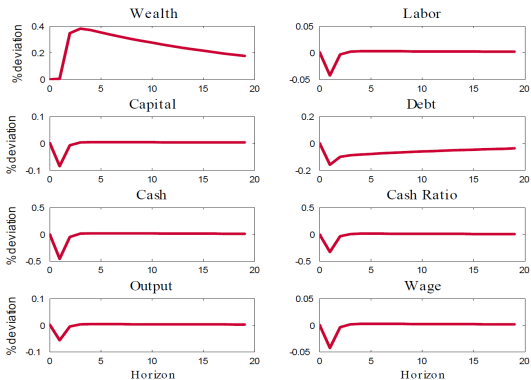 Wealth
Labor
0.4
0.2
0
%deviation
0 5 10 15 20
0.05
0
-0.05
0 5 10 15 20
Capital
Debt
0.1
0
-0.1
%deviation
0 5 10 15 20
0.2
0
-0.2
0 5 10 15 20
Cash
Cash Ratio
0.5
0
-0.5
%deviation
0 5 10 15 20
0.5
0
-0.5
0 5 10 15 20
Output
Wage
0.1
0
-0.1
%deviation
0 5 10 15 20
Horizon
0.05
0
-0.05
0 5 10 15 20
Horizon